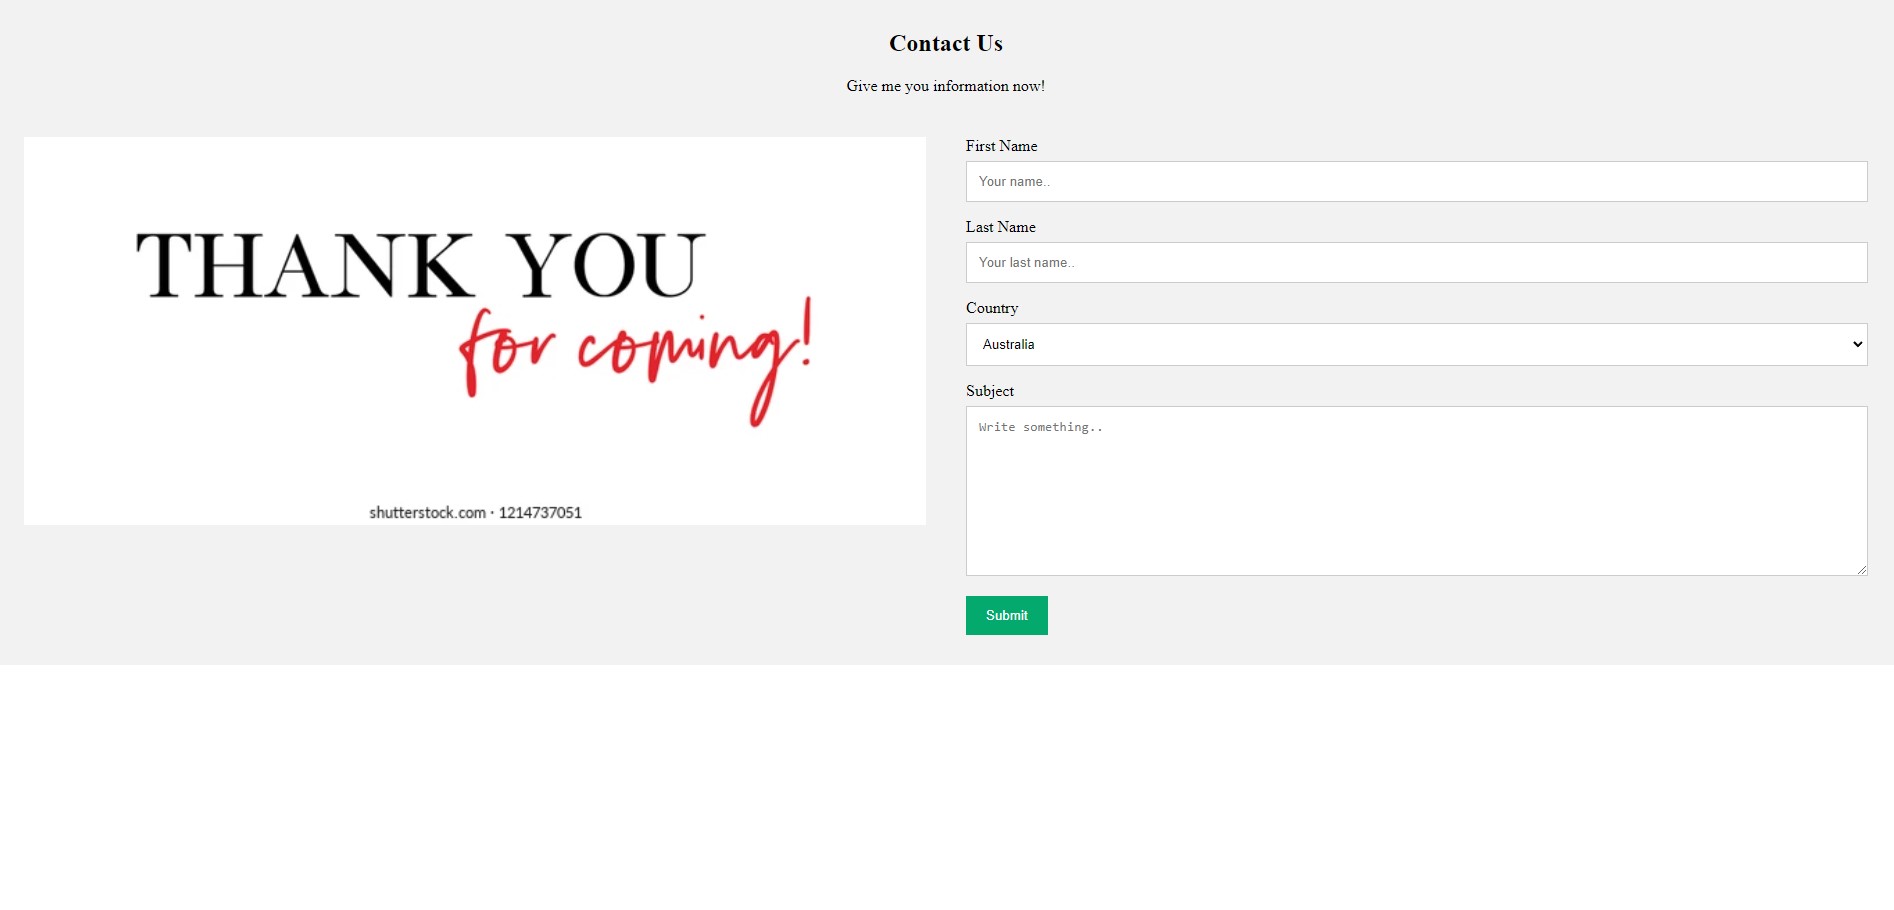 Contact Us
Give me you information now!
THANK YOU
for coming!
shutterstock.com · 1214737051
First Name
Your name..
Last Name
Your last name..
Country
Australia
Subject
Write something..
Submit